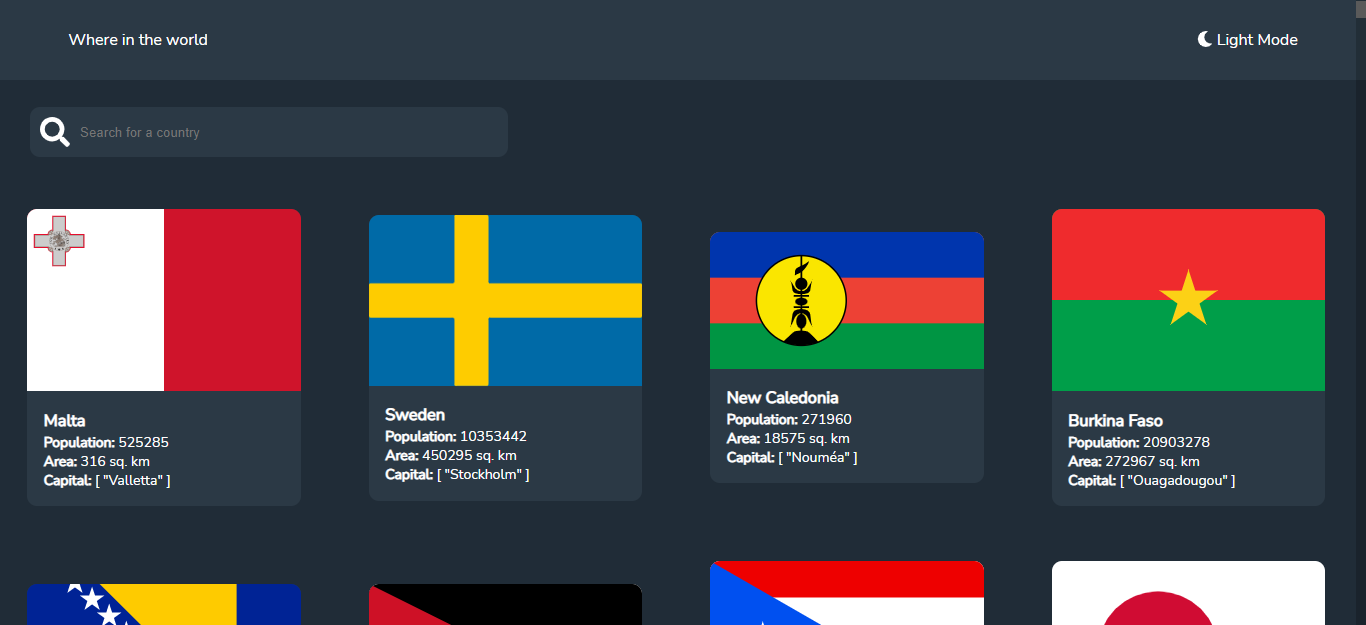 Where in the world
Light Mode
Search for a country
Malta
Population: 525285
Area: 316 sq. km
Capital: [ "Valletta" ]
Sweden
Population: 10353442
Area: 450295 sq. km
Capital: [ "Stockholm" ]
New Caledonia
Population: 271960
Area: 18575 sq. km
Capital: [ "Nouméa" ]
Burkina Faso
Population: 20903278
Area: 272967 sq. km
Capital: [ "Ouagadougou" ]